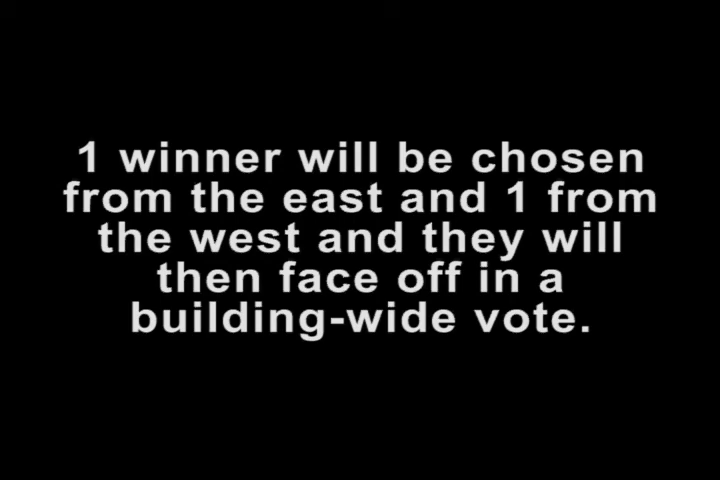 1 winner will be chosen
from the east and 1 from
the west and they will
then face off in a
building-wide vote.